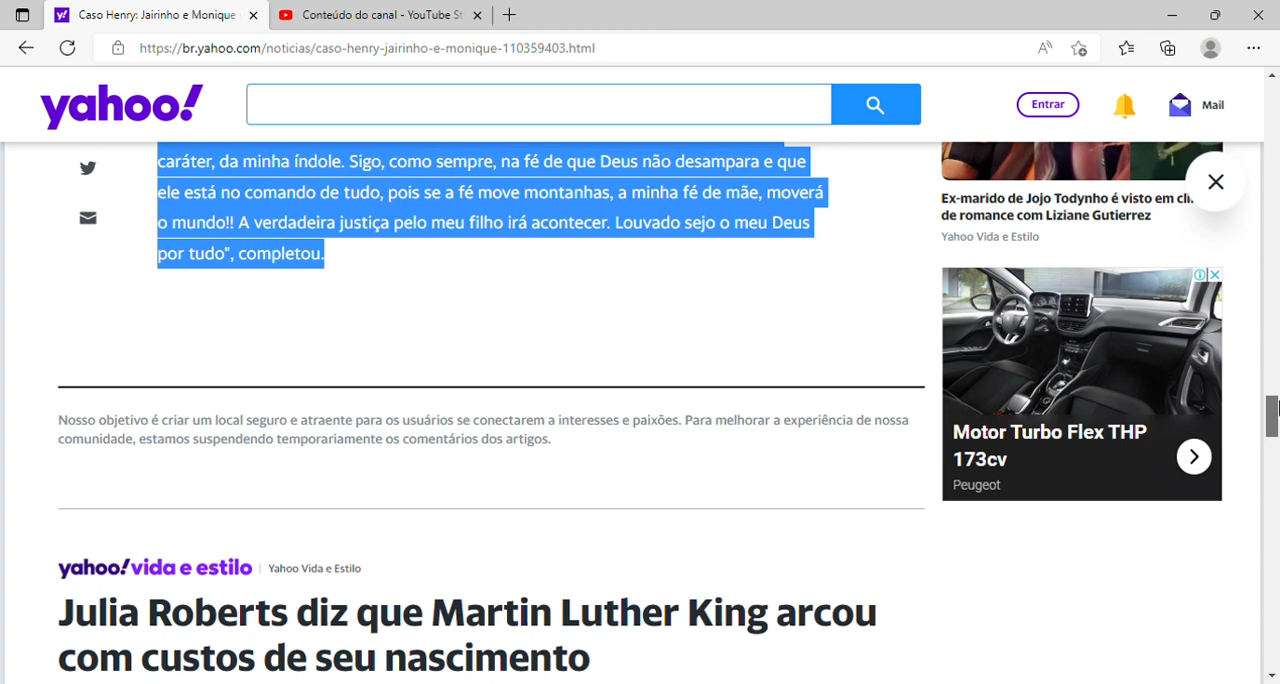 Caso Henry: Jairinho e Monique
Conteúdo do canal - YouTube St
https://br.yahoo.com/noticias/caso-henry-jairinho-e-monique-110359403.html
yahoo!
Entrar
Mail
caráter, da minha índole. Sigo, como sempre, na fé de que Deus não desampara e que
ele está no comando de tudo, pois se a fé move montanhas, a minha fé de mãe, moverá
o mundo!! A verdadeira justiça pelo meu filho irá acontecer. Louvado sejo o meu Deus
por tudo", completou.
Ex-marido de Jojo Todynho é visto em cli
de romance com Liziane Gutierrez
Yahoo Vida e Estilo
Motor Turbo Flex THP
173cv
Peugeot
Nosso objetivo é criar um local seguro e atraente para os usuários se conectarem a interesses e paixões. Para melhorar a experiência de nossa
comunidade, estamos suspendendo temporariamente os comentários dos artigos.
yahoo!vida e estilo | Yahoo Vida e Estilo
Julia Roberts diz que Martin Luther King arcou
com custos de seu nascimento